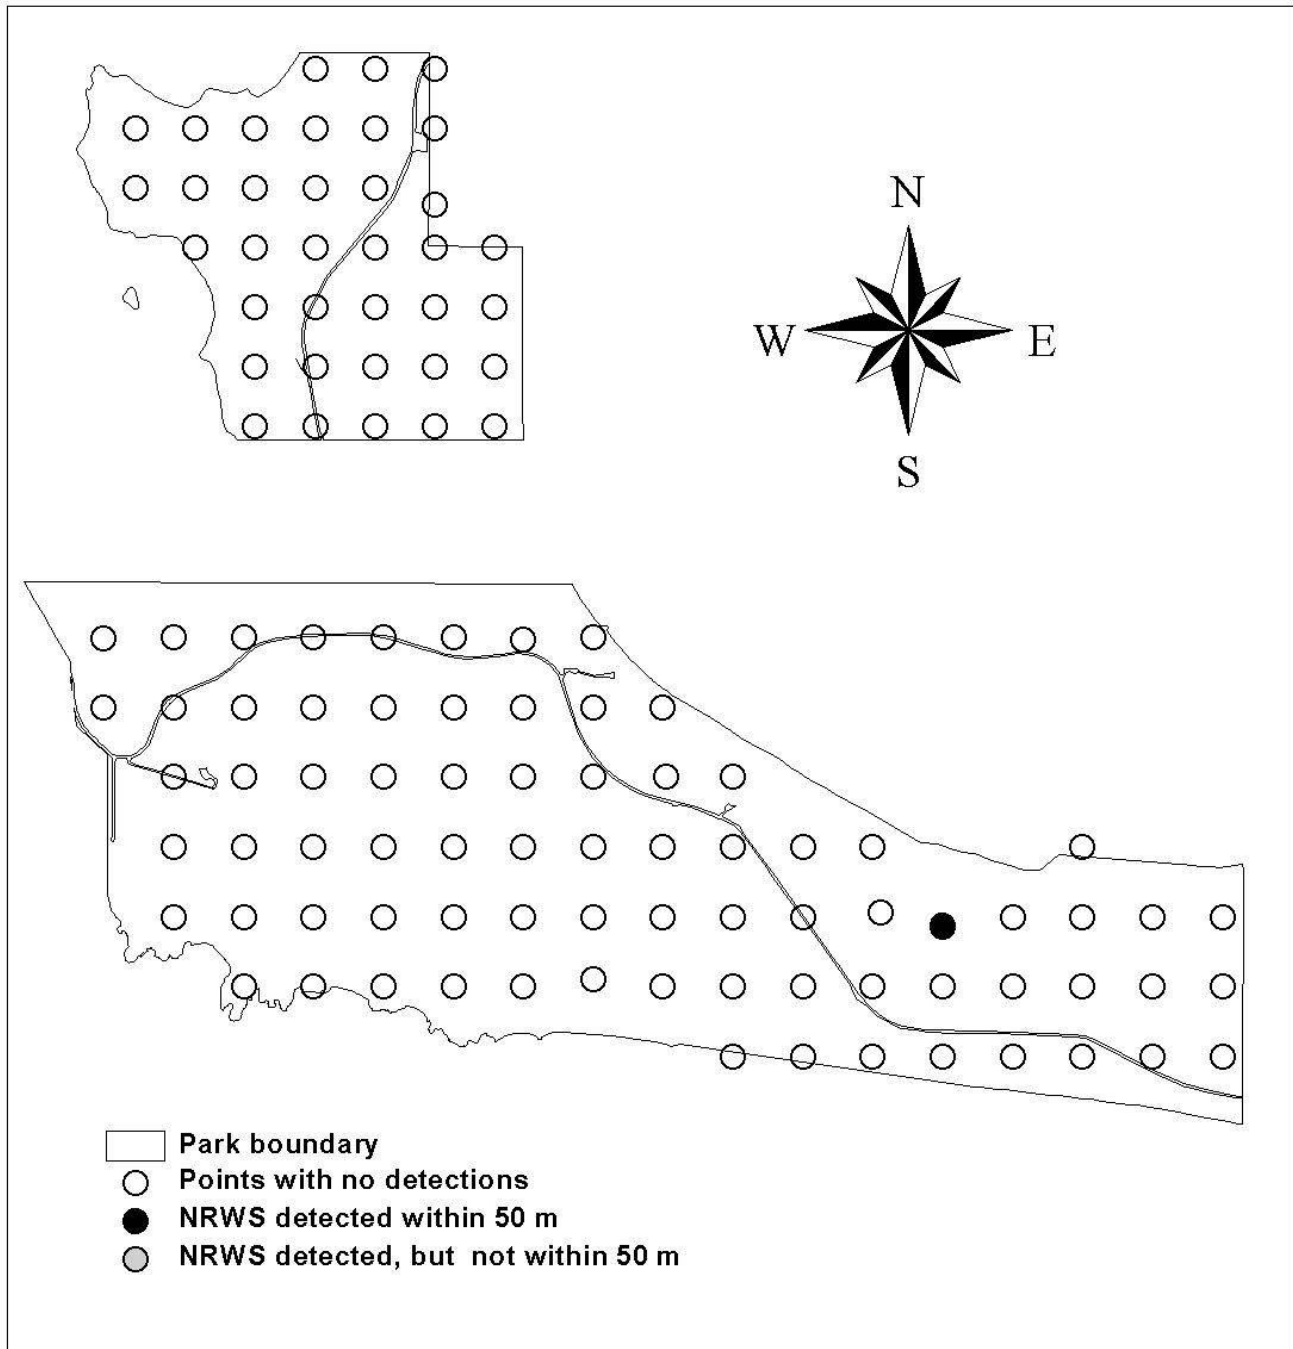 N
W
E
S
Park boundary
Points with no detections
NRWS detected within 50 m
NRWS detected, but not within 50 m